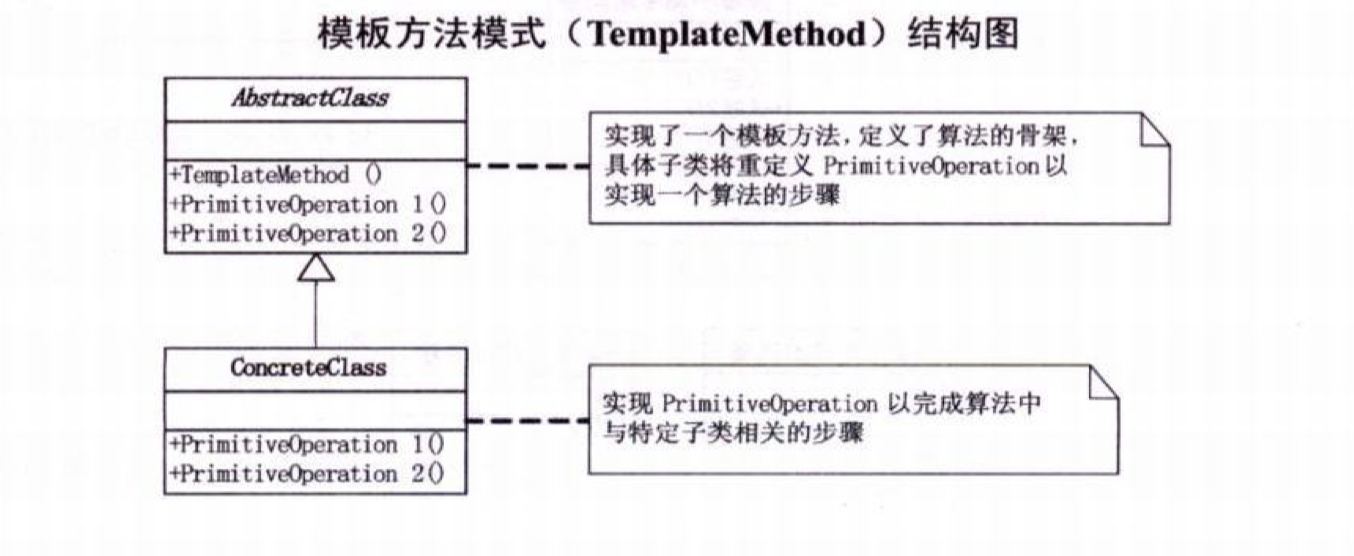 模板方法模式（TemplateMethod）结构图
AbstractClass
+TemplateMethod ()
+PrimitiveOperation 1()
+PrimitiveOperation 2()
实现了一个模板方法，定义了算法的骨架，
具体子类将重定义 PrimitiveOperation 以
实现一个算法的步骤
ConcreteClass
+PrimitiveOperation 1()
+PrimitiveOperation 2()
实现 PrimitiveOperation 以完成算法中
与特定子类相关的步骤